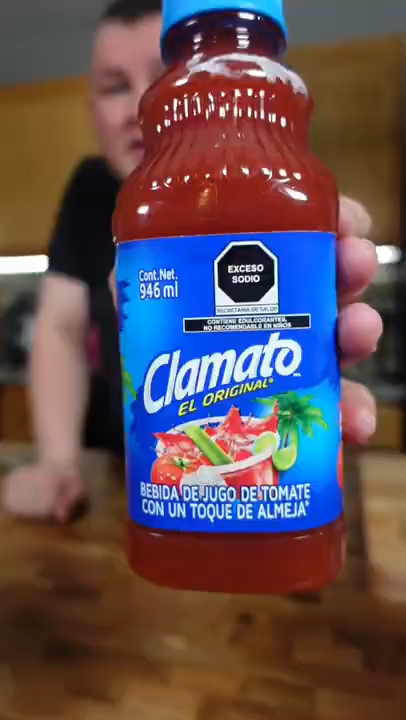 EXCESO
SODIO
SECRETARÍA DE SALUD
CONTIENE EDULCORANTES,
NO RECOMENDABLE EN NIÑOS
Cont.Net.
946 ml
Clamato
EL ORIGINAL®
BEBIDA DE JUGO DE TOMATE
CON UN TOQUE DE ALMEJA*